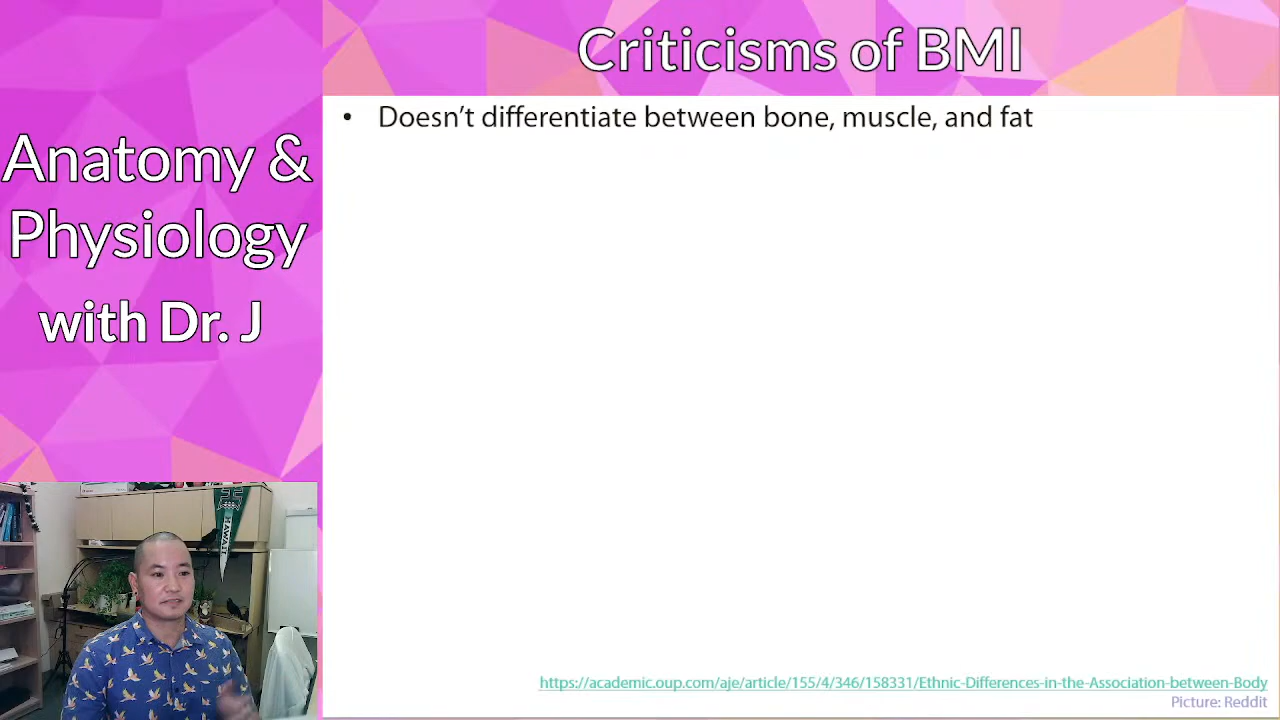 Criticisms of BMI
Anatomy &
Physiology
with Dr. J
• Doesn't differentiate between bone, muscle, and fat
HAWAI'I
https://academic.oup.com/aje/article/155/4/346/158331/Ethnic-Differences-in-the-Association-between-Body
Picture: Reddit